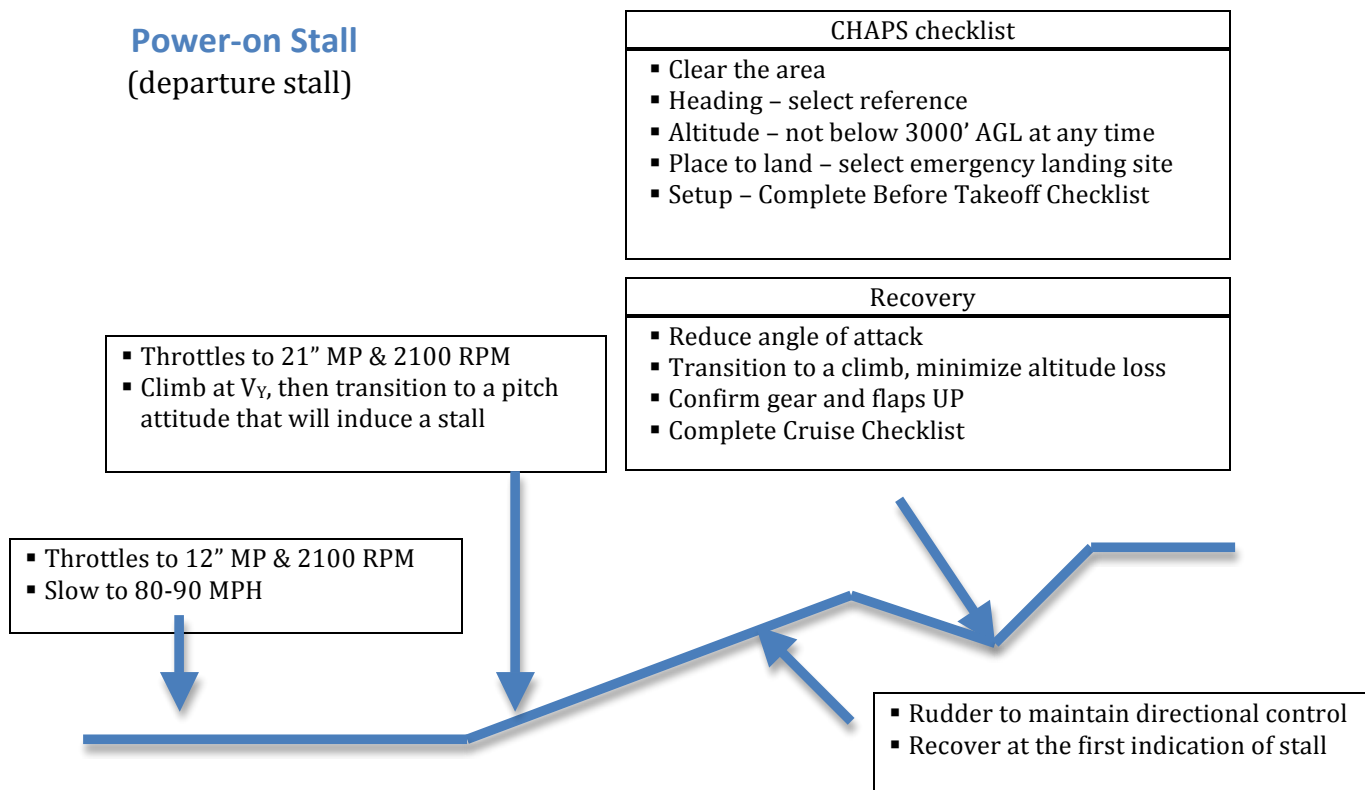 Power-on Stall
(departure stall)
CHAPS checklist
▪ Clear the area
▪ Heading – select reference
▪ Altitude – not below 3000’ AGL at any time
▪ Place to land – select emergency landing site
▪ Setup – Complete Before Takeoff Checklist
Recovery
▪ Reduce angle of attack
▪ Transition to a climb, minimize altitude loss
▪ Confirm gear and flaps UP
▪ Complete Cruise Checklist
▪ Throttles to 21” MP & 2100 RPM
▪ Climb at VY, then transition to a pitch
attitude that will induce a stall
▪ Throttles to 12” MP & 2100 RPM
▪ Slow to 80-90 MPH
▪ Rudder to maintain directional control
▪ Recover at the first indication of stall